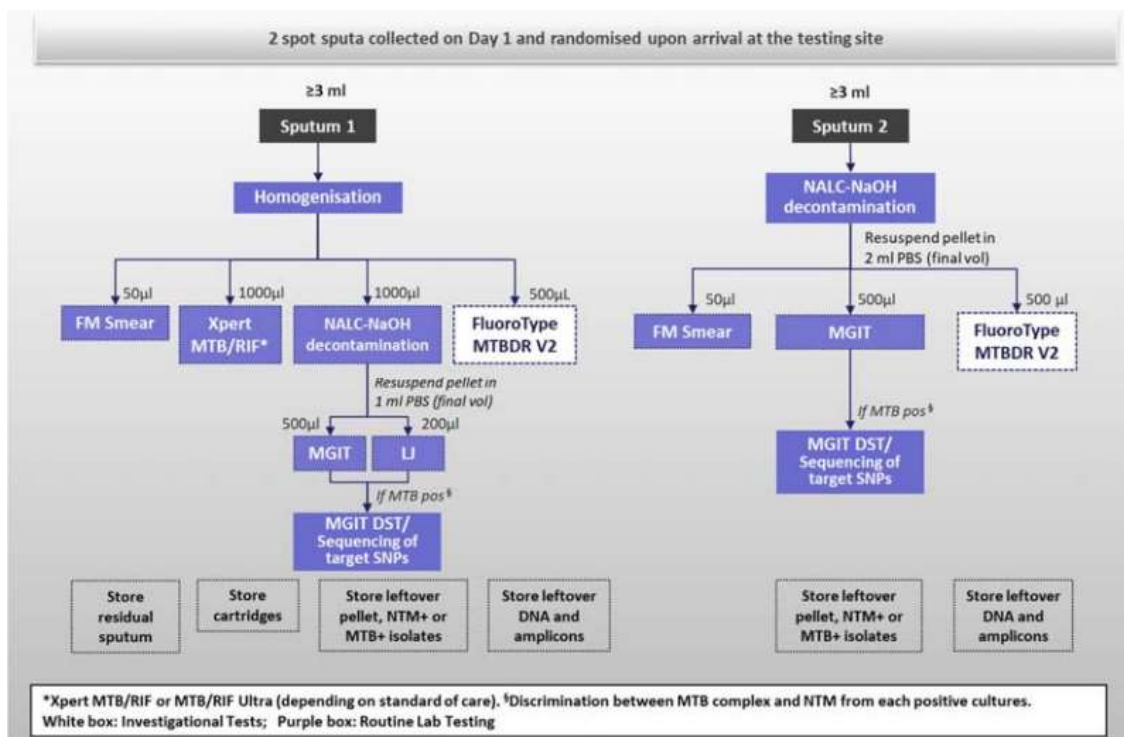 2 spot sputa collected on Day 1 and randomised upon arrival at the testing site
≥3 ml
Sputum 1
Homogenisation
50µl
FM Smear
1000µl
Xpert
MTB/RIF*
1000µl
NALC-NaOH
decontamination
500µL
FluoroType
MTBDR V2
Resuspend pellet in
1 ml PBS (final vol)
500µl
MGIT
200µl
LJ
If MTB pos§
MGIT DST/
Sequencing of
target SNPs
Store
residual
sputum
Store
cartridges
Store leftover
pellet, NTM+ or
MTB+ isolates
Store leftover
DNA and
amplicons
≥3 ml
Sputum 2
NALC-NaOH
decontamination
Resuspend pellet in
2 ml PBS (final vol)
50µl
FM Smear
500µl
MGIT
500 µl
FluoroType
MTBDR V2
If MTB pos§
MGIT DST/
Sequencing of
target SNPs
Store leftover
pellet, NTM+ or
MTB+ isolates
Store leftover
DNA and
amplicons
*Xpert MTB/RIF or MTB/RIF Ultra (depending on standard of care). §Discrimination between MTB complex and NTM from each positive cultures.
White box: Investigational Tests; Purple box: Routine Lab Testing